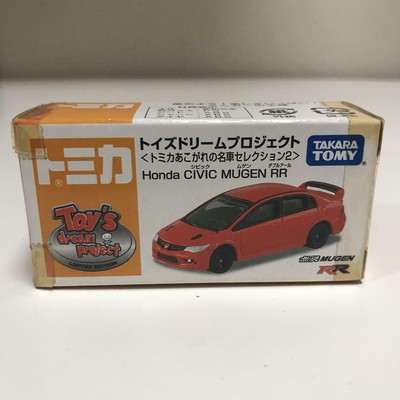 トミカ
®
Toy's
dream
project
LIMITED EDITION
トイズドリームプロジェクト
<トミカあこがれの名車セレクション2>
シビック ムゲン ダブルアール
Honda CIVIC MUGEN RR
TAKARA
TOMY
MUGEN
RR